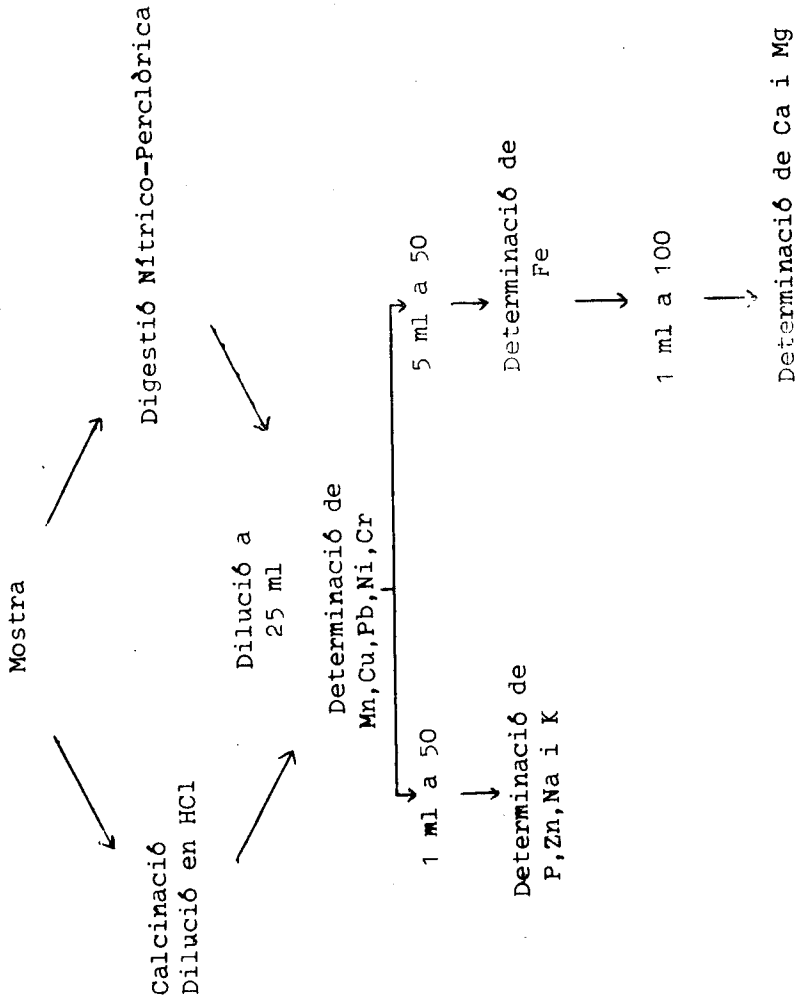 Mostra
Calcinació
Dilució en HCl
Digestió Nítrico-Perclòrica
Dilució a
25 ml
Determinació de
Mn,Cu,Pb,Ni,Cr
1 ml a 50
Determinació de
P,Zn,Na i K
5 ml a 50
Determinació de
Fe
1 ml a 100
Determinació de Ca i Mg